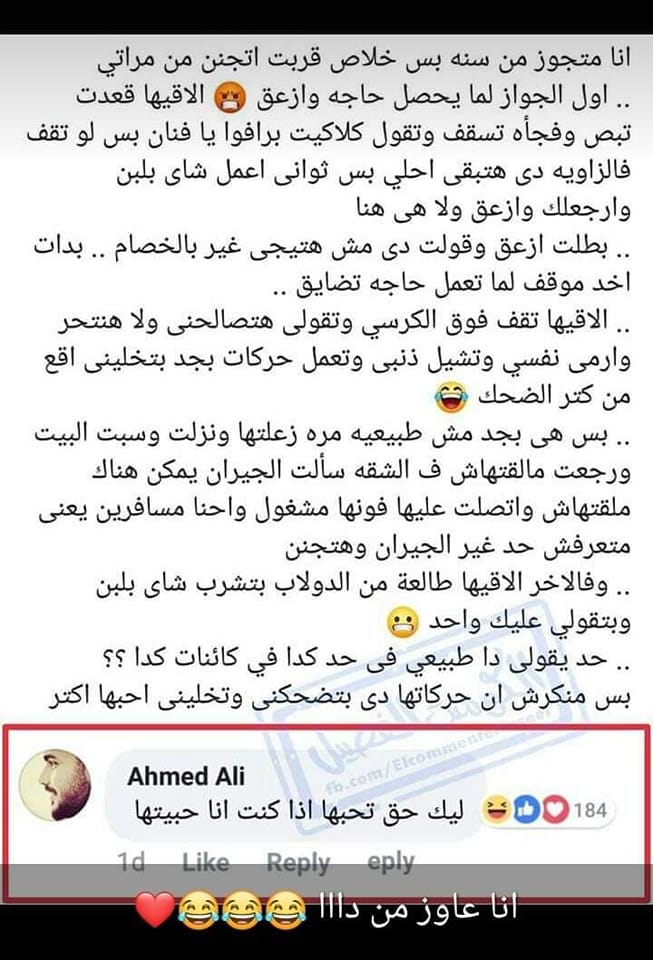 انا متجوز من سنه بس خلاص قربت اتجنن من مراتي
.. اول الجواز لما يحصل حاجه وازعق 😡 الاقيها قعدت
تبص وفجأه تسقف وتقول كلاكيت برافوا يا فنان بس لو تقف
فالزاويه دى هتبقى احلي بس ثوانى اعمل شاى بلبن
وارجعلك وازعق ولا هى هنا
.. بطلت ازعق وقولت دى مش هتيجى غير بالخصام .. بدات
اخد موقف لما تعمل حاجه تضايق ..
.. الاقيها تقف فوق الكرسي وتقولى هتصالحنى ولا هنتحر
وارمى نفسي وتشيل ذنبى وتعمل حركات بجد بتخلينى اقع
من كتر الضحك 😂
.. بس هى بجد مش طبيعيه مره زعلتها ونزلت وسبت البيت
ورجعت مالقتهاش ف الشقه سألت الجيران يمكن هناك
ملقتهاش واتصلت عليها فونها مشغول واحنا مسافرين يعنى
متعرفش حد غير الجيران وهتجنن
.. وفالاخر الاقيها طالعة من الدولاب بتشرب شاى بلبن
وبتقولي عليك واحد 😬
.. حد يقولى دا طبيعي فى حد كدا في كائنات كدا ؟؟
بس منكرش ان حركاتها دى بتضحكنى وتخلينى احبها اكتر
fb.com/Elcommenter
Ahmed Ali
ليك حق تحبها اذا كنت انا حبيتها
184
1d Like Reply eply
انا عاوز من دااا 😂😂😂❤️